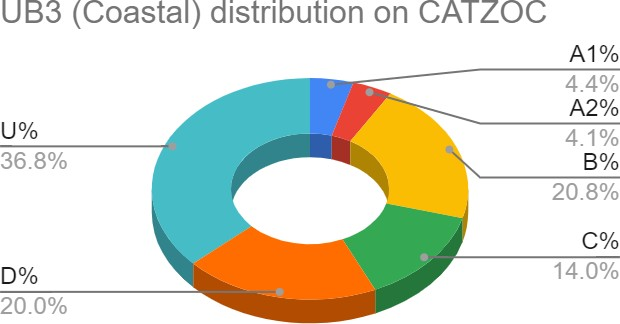 UB3 (Coastal) distribution on CATZOC
A1%
4.4%
A2%
4.1%
B%
20.8%
C%
14.0%
D%
20.0%
U%
36.8%